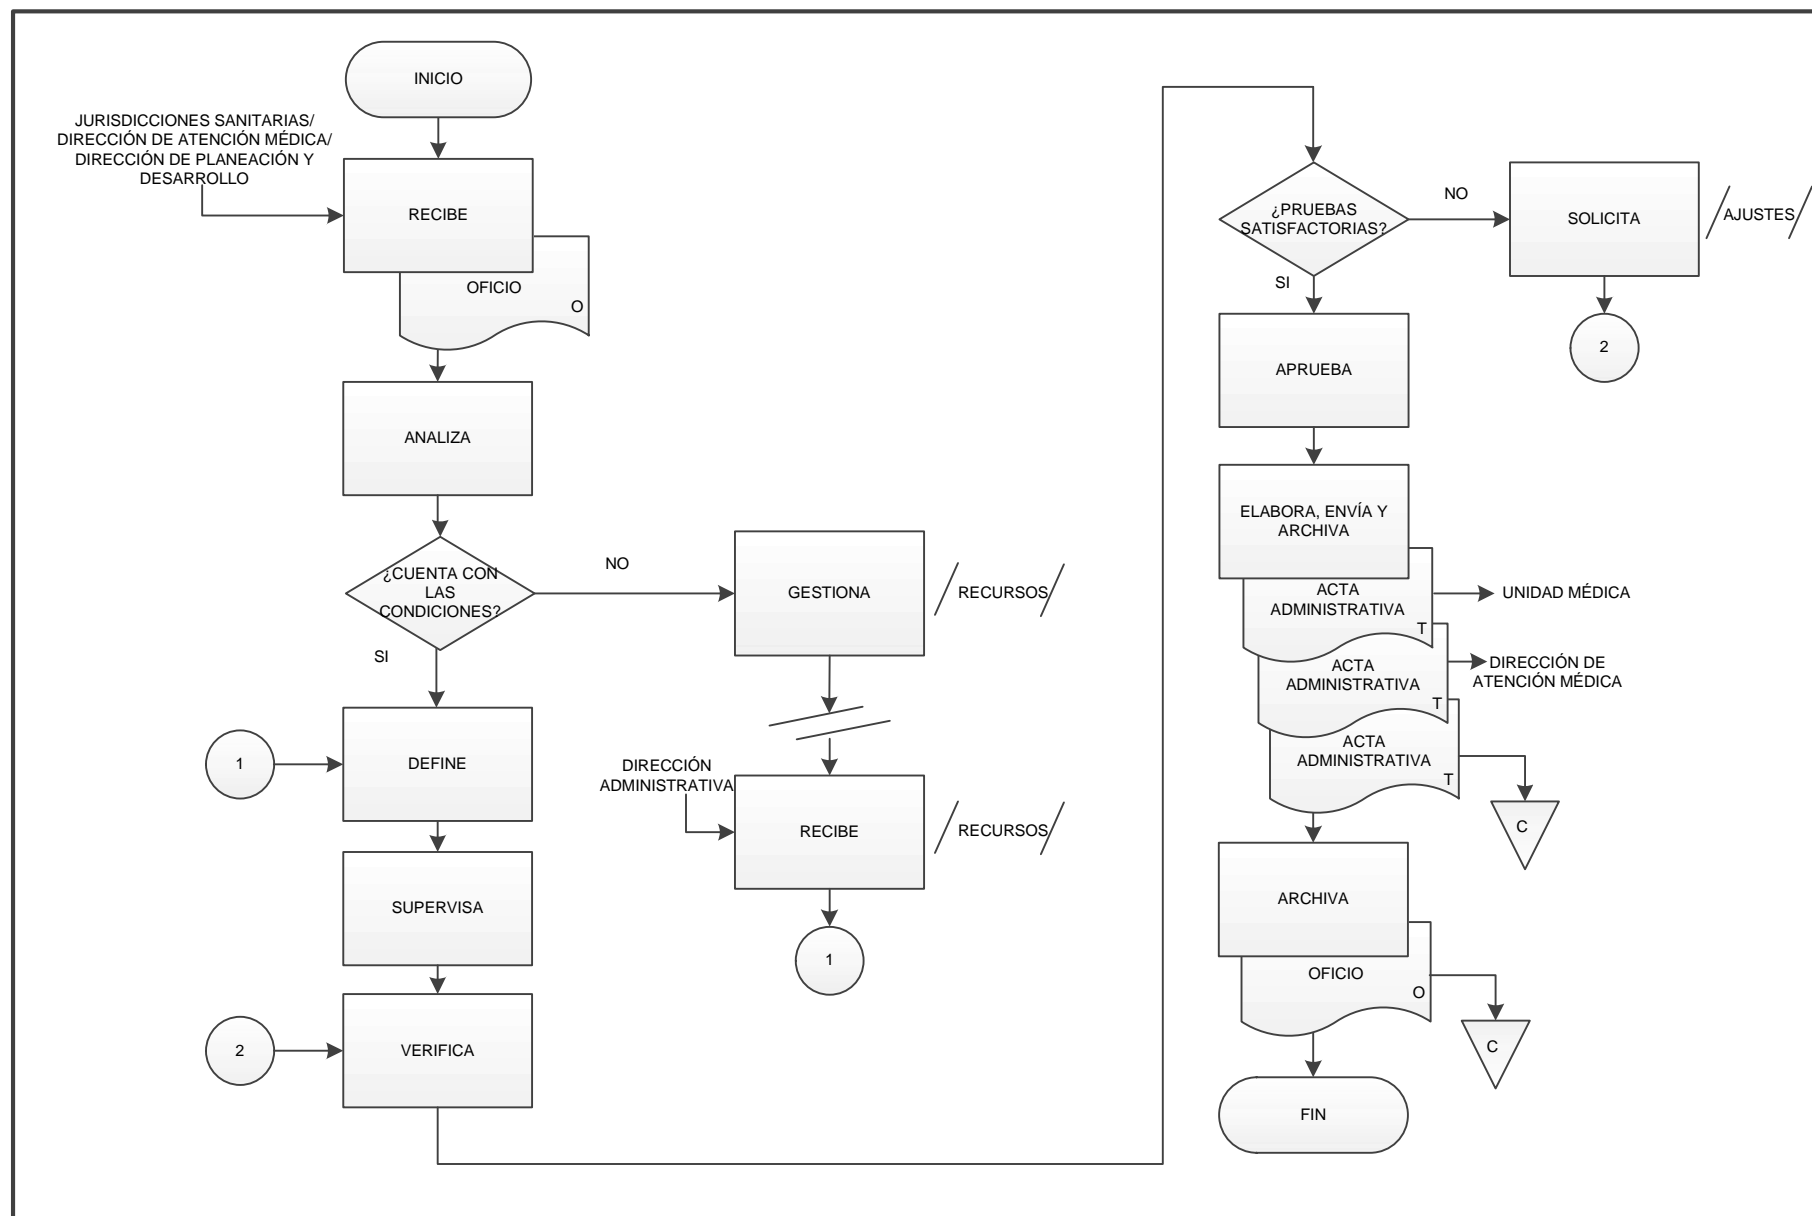 INICIO
JURISDICCIONES SANITARIAS/
DIRECCIÓN DE ATENCIÓN MÉDICA/
DIRECCIÓN DE PLANEACIÓN Y
DESARROLLO
RECIBE
OFICIO
O
ANALIZA
¿CUENTA CON
LAS
CONDICIONES?
NO
GESTIONA
RECURSOS
SI
1
DEFINE
DIRECCIÓN
ADMINISTRATIVA
RECIBE
RECURSOS
1
SUPERVISA
2
VERIFICA
¿PRUEBAS
SATISFACTORIAS?
NO
SOLICITA
AJUSTES
2
SI
APRUEBA
ELABORA, ENVÍA Y
ARCHIVA
ACTA
ADMINISTRATIVA
T
UNIDAD MÉDICA
ACTA
ADMINISTRATIVA
T
DIRECCIÓN DE
ATENCIÓN MÉDICA
ACTA
ADMINISTRATIVA
T
C
ARCHIVA
OFICIO
O
C
FIN